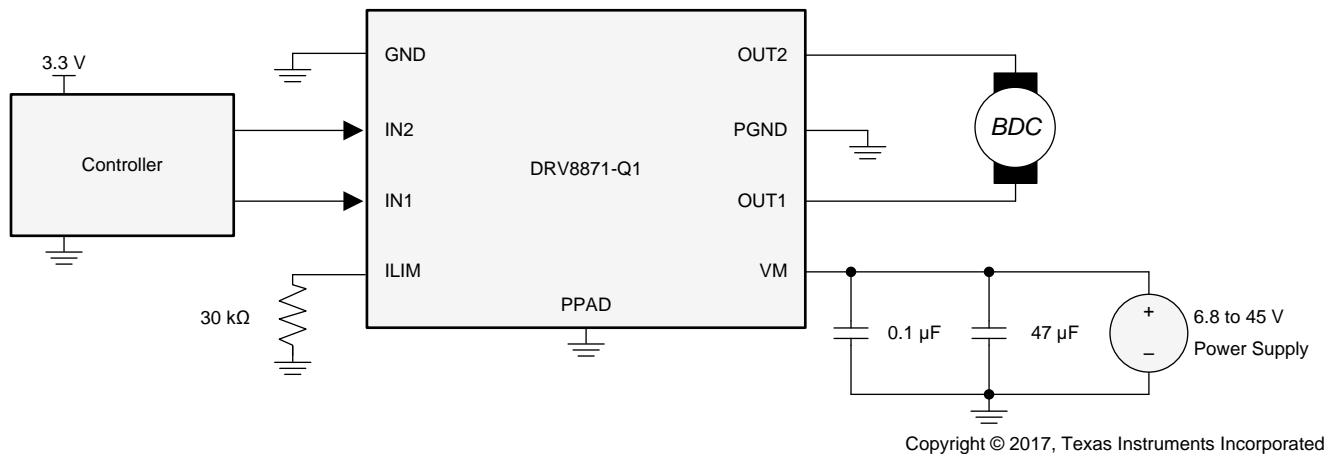 3.3 V
Controller
GND
IN2
IN1
ILIM
30 kΩ
DRV8871-Q1
PPAD
OUT2
PGND
OUT1
VM
BDC
0.1 µF
47 µF
+
–
6.8 to 45 V
Power Supply
Copyright © 2017, Texas Instruments Incorporated